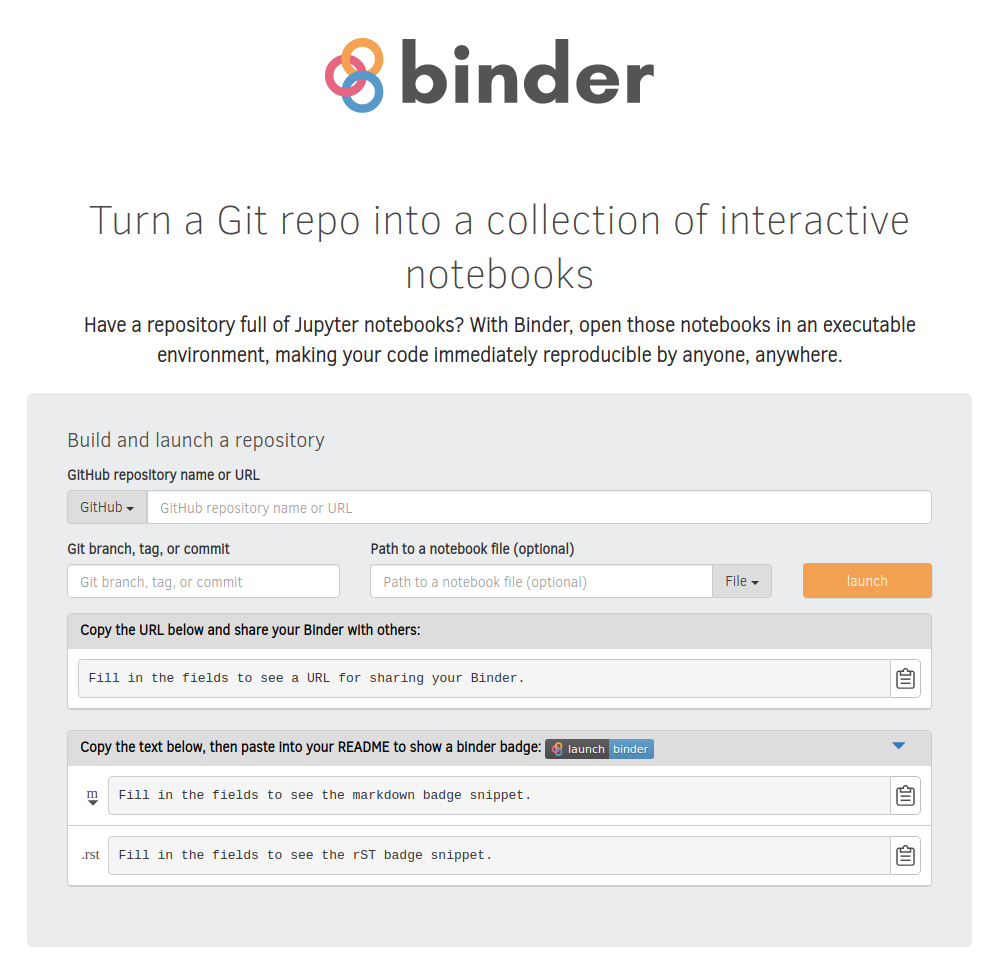 binder
Turn a Git repo into a collection of interactive
notebooks
Have a repository full of Jupyter notebooks? With Binder, open those notebooks in an executable
environment, making your code immediately reproducible by anyone, anywhere.
Build and launch a repository
GitHub repository name or URL
GitHub GitHub repository name or URL
Git branch, tag, or commit Path to a notebook file (optional)
Git branch, tag, or commit Path to a notebook file (optional) File launch
Copy the URL below and share your Binder with others:
Fill in the fields to see a URL for sharing your Binder.
Copy the text below, then paste into your README to show a binder badge: launch binder
m Fill in the fields to see the markdown badge snippet.
.rst Fill in the fields to see the rST badge snippet.